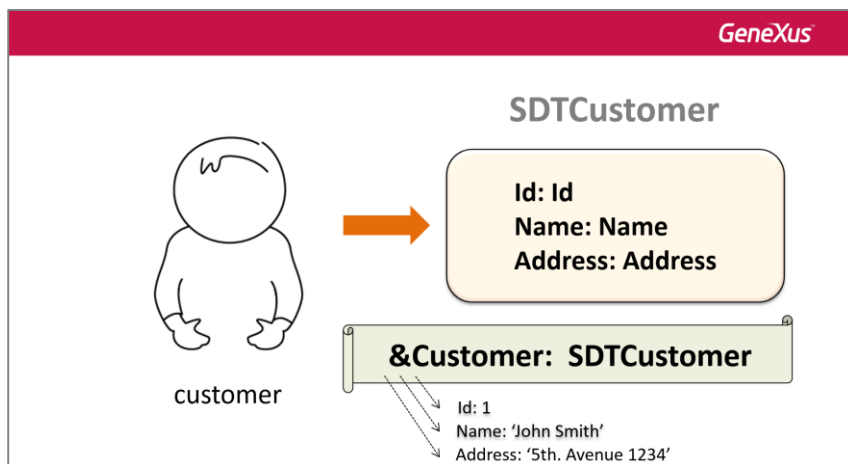 GeneXus™
SDTCustomer
Id: Id
Name: Name
Address: Address
&Customer: SDTCustomer
customer
Id: 1
Name: ‘John Smith’
Address: ‘5th. Avenue 1234’